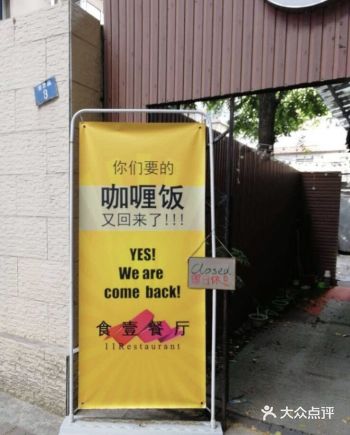 9
你们要的
咖喱饭
又回来了!!!
YES!
We are
come back!
Closed
食壹餐厅
11Restaurant
大众点评